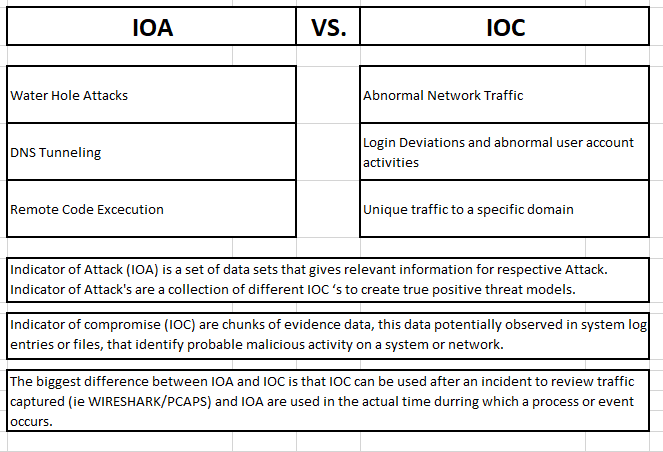 IOA VS. IOC
Water Hole Attacks
Abnormal Network Traffic
DNS Tunneling
Login Deviations and abnormal user account
activities
Remote Code Excecution
Unique traffic to a specific domain
Indicator of Attack (IOA) is a set of data sets that gives relevant information for respective Attack.
Indicator of Attack's are a collection of different IOC ‘s to create true positive threat models.
Indicator of compromise (IOC) are chunks of evidence data, this data potentially observed in system log
entries or files, that identify probable malicious activity on a system or network.
The biggest difference between IOA and IOC is that IOC can be used after an incident to review traffic
captured (ie WIRESHARK/PCAPS) and IOA are used in the actual time durring which a process or event
occurs.